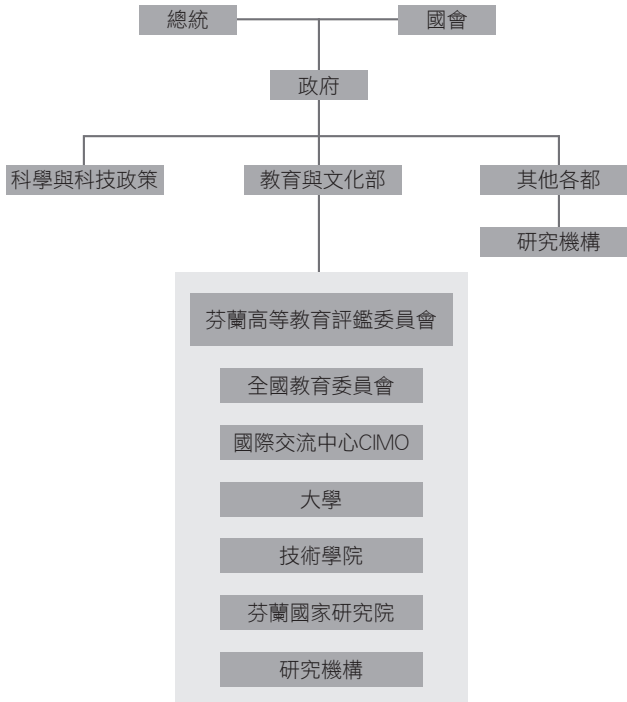 總統
國會
政府
科學與科技政策
教育與文化部
其他各都
研究機構
芬蘭高等教育評鑑委員會
全國教育委員會
國際交流中心CIMO
大學
技術學院
芬蘭國家研究院
研究機構